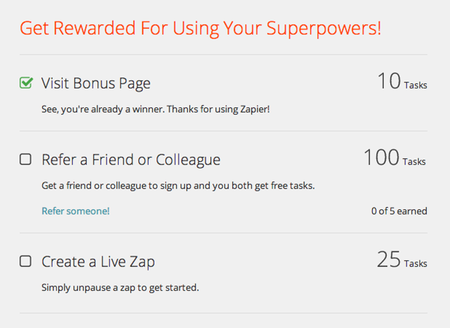 Get Rewarded For Using Your Superpowers!
Visit Bonus Page 10 Tasks
See, you're already a winner. Thanks for using Zapier!
Refer a Friend or Colleague 100 Tasks
Get a friend or colleague to sign up and you both get free tasks.
Refer someone! 0 of 5 earned
Create a Live Zap 25 Tasks
Simply unpause a zap to get started.